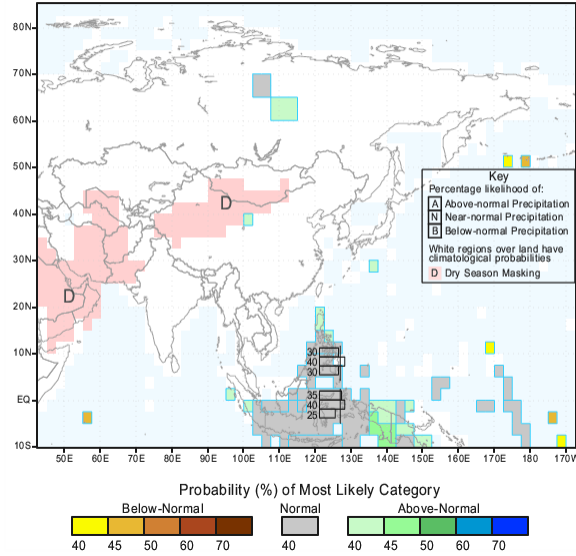 80N
70N
60N
50N
40N
30N
20N
10N
EQ
10S
50E 60E 70E 80E 90E 100E 110E 120E 130E 140E 150E 160E 170E 180 170W
D
D
30
40
30
35
40
25
Key
Percentage likelihood of:
A Above-normal Precipitation
N Near-normal Precipitation
B Below-normal Precipitation
White regions over land have
climatological probabilities
D Dry Season Masking
Probability (%) of Most Likely Category
Below-Normal Normal Above-Normal
40 45 50 60 70 40 40 45 50 60 70